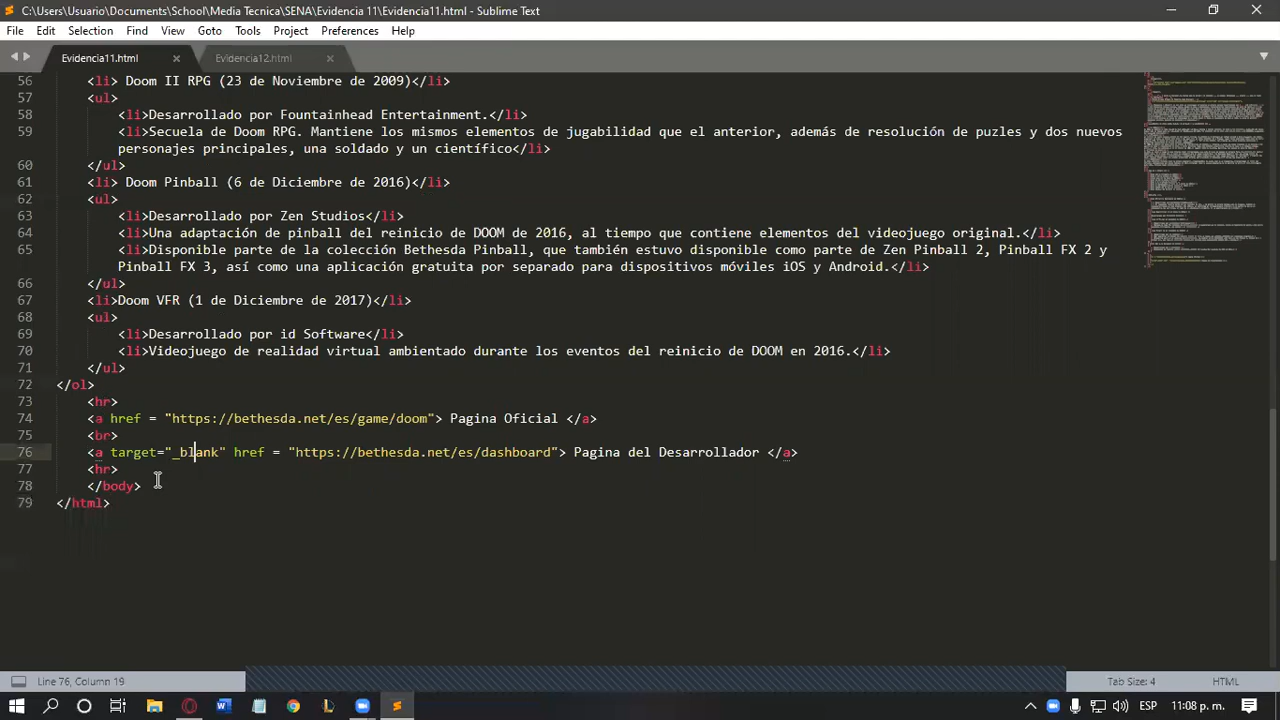 C:\Users\Usuario\Documents\School\Media Tecnica\SENA\Evidencia 11\Evidencia11.html - Sublime Text
File Edit Selection Find View Goto Tools Project Preferences Help
Evidencia11.html × Evidencia12.html ×
56 <li> Doom II RPG (23 de Noviembre de 2009)</li>
57 <ul>
58 <li>Desarrollado por Fountainhead Entertainment.</li>
59 <li>Secuela de Doom RPG. Mantiene los mismos elementos de jugabilidad que el anterior, además de resolución de puzles y dos nuevos
personajes principales, una soldado y un científico</li>
60 </ul>
61 <li> Doom Pinball (6 de Diciembre de 2016)</li>
62 <ul>
63 <li>Desarrollado por Zen Studios</li>
64 <li>Una adaptación de pinball del reinicio de DOOM de 2016, al tiempo que contiene elementos del videojuego original.</li>
65 <li>Disponible parte de la colección Bethesda Pinball, que también estuvo disponible como parte de Zen Pinball 2, Pinball FX 2 y
Pinball FX 3, así como una aplicación gratuita por separado para dispositivos móviles iOS y Android.</li>
66 </ul>
67 <li>Doom VFR (1 de Diciembre de 2017)</li>
68 <ul>
69 <li>Desarrollado por id Software</li>
70 <li>Videojuego de realidad virtual ambientado durante los eventos del reinicio de DOOM en 2016.</li>
71 </ul>
72 </ol>
73 <hr>
74 <a href = "https://bethesda.net/es/game/doom"> Pagina Oficial </a>
75 <br>
76 <a target="_blank" href = "https://bethesda.net/es/dashboard"> Pagina del Desarrollador </a>
77 <hr>
78 </body>
79 </html>
Line 76, Column 19 Tab Size: 4 HTML
ESP 11:08 p. m.